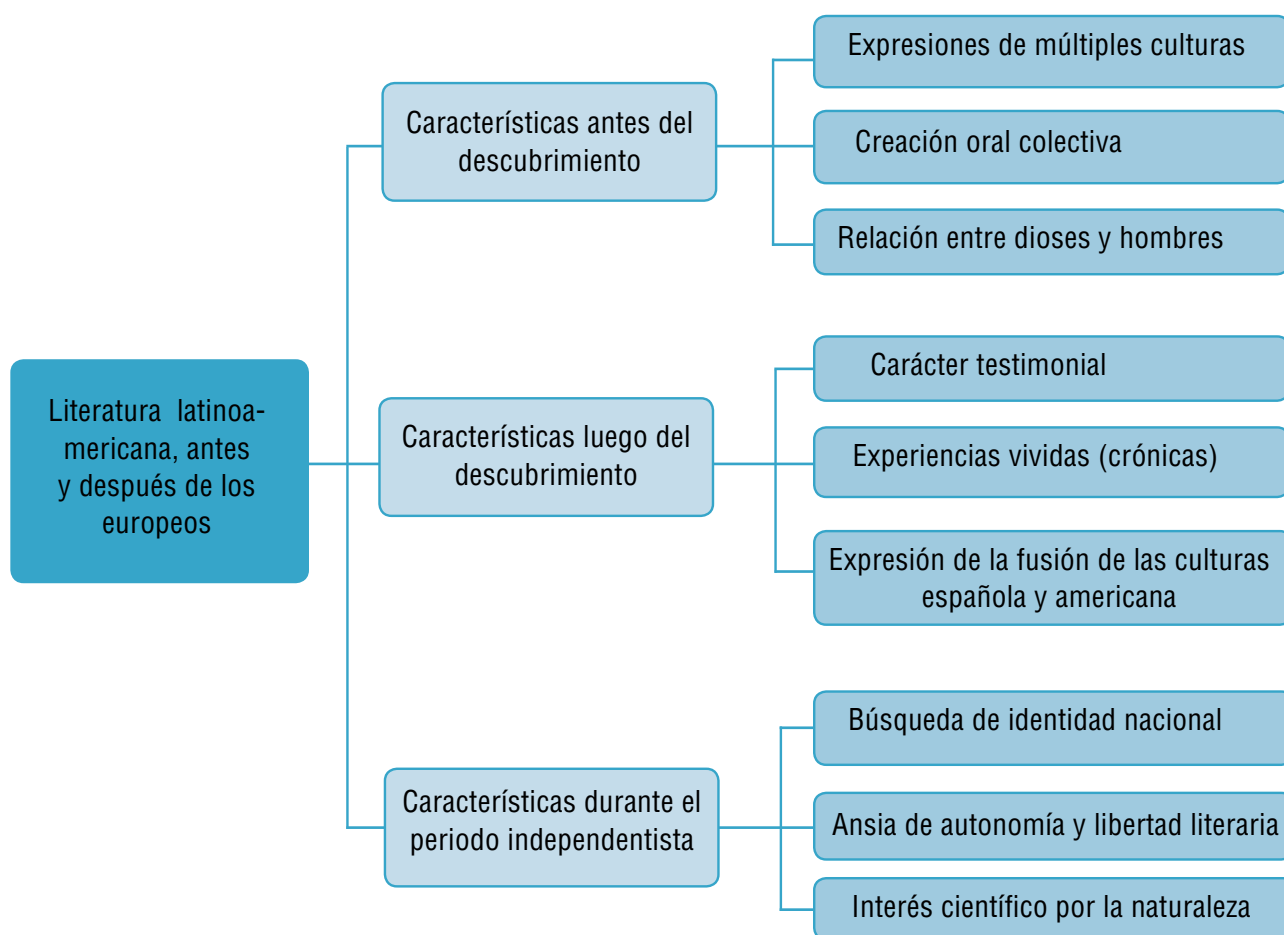 Literatura latinoa-
mericana, antes
y después de los
europeos
Características antes del
descubrimiento
Expresiones de múltiples culturas
Creación oral colectiva
Relación entre dioses y hombres
Características luego del
descubrimiento
Carácter testimonial
Experiencias vividas (crónicas)
Expresión de la fusión de las culturas
española y americana
Características durante el
periodo independentista
Búsqueda de identidad nacional
Ansia de autonomía y libertad literaria
Interés científico por la naturaleza